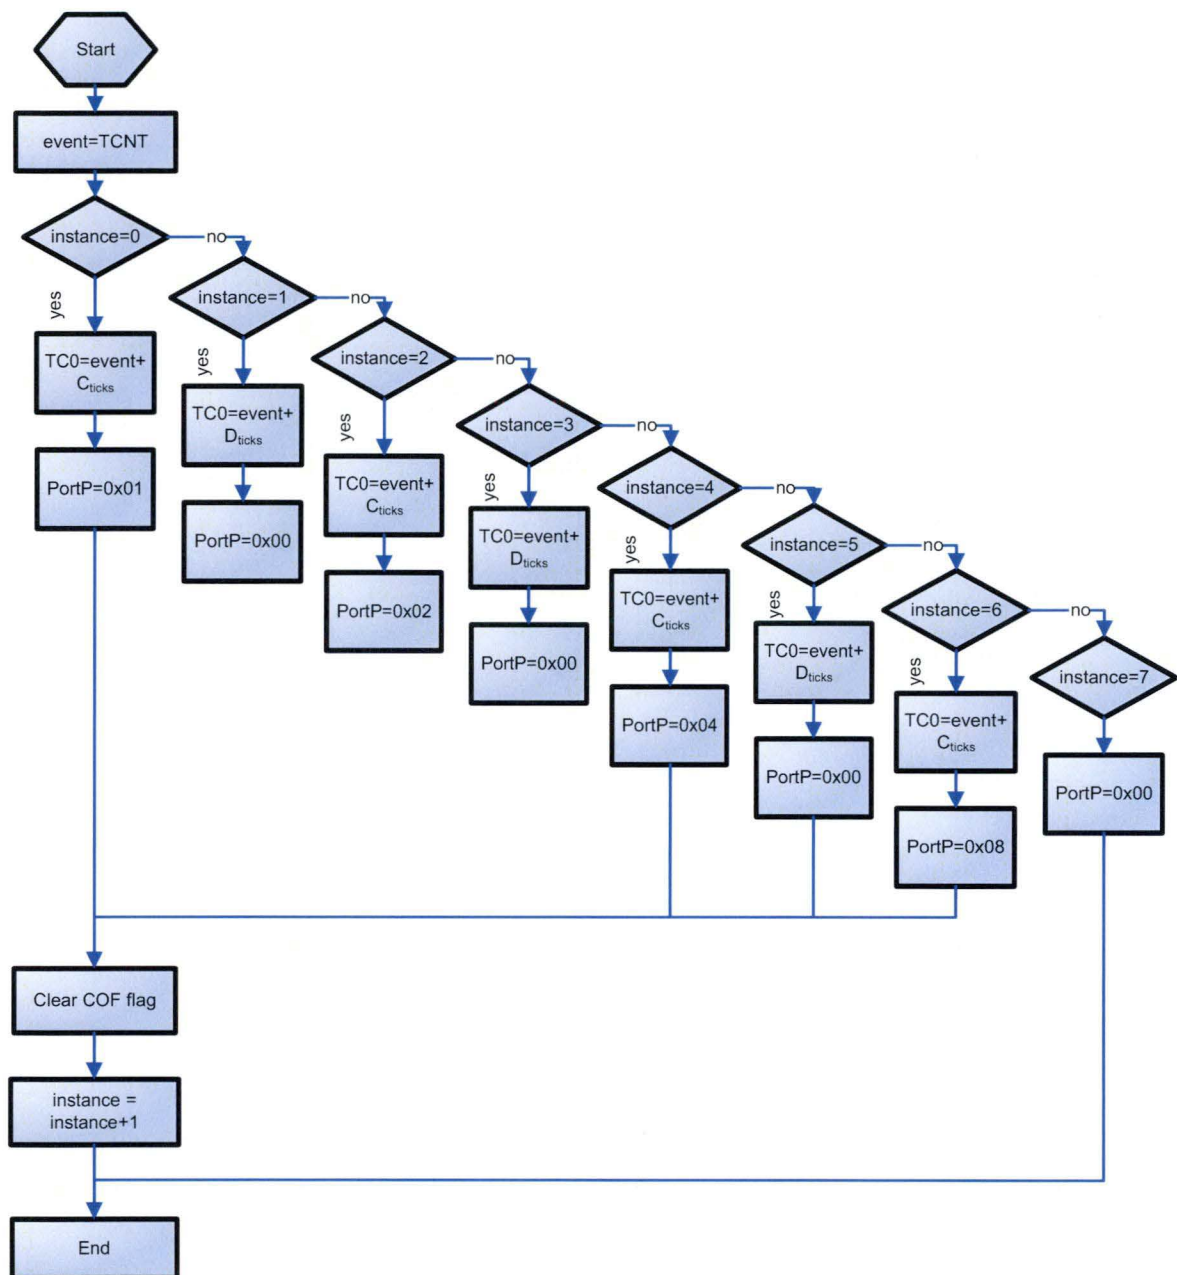 Start
event=TCNT
instance=0
no
yes
TC0=event+
Cticks
PortP=0x01
instance=1
no
yes
TC0=event+
Dticks
PortP=0x00
instance=2
no
yes
TC0=event+
Cticks
PortP=0x02
instance=3
no
yes
TC0=event+
Dticks
PortP=0x00
instance=4
no
yes
TC0=event+
Cticks
PortP=0x04
instance=5
no
yes
TC0=event+
Dticks
PortP=0x00
instance=6
no
yes
TC0=event+
Cticks
PortP=0x08
instance=7
PortP=0x00
Clear COF flag
instance =
instance+1
End